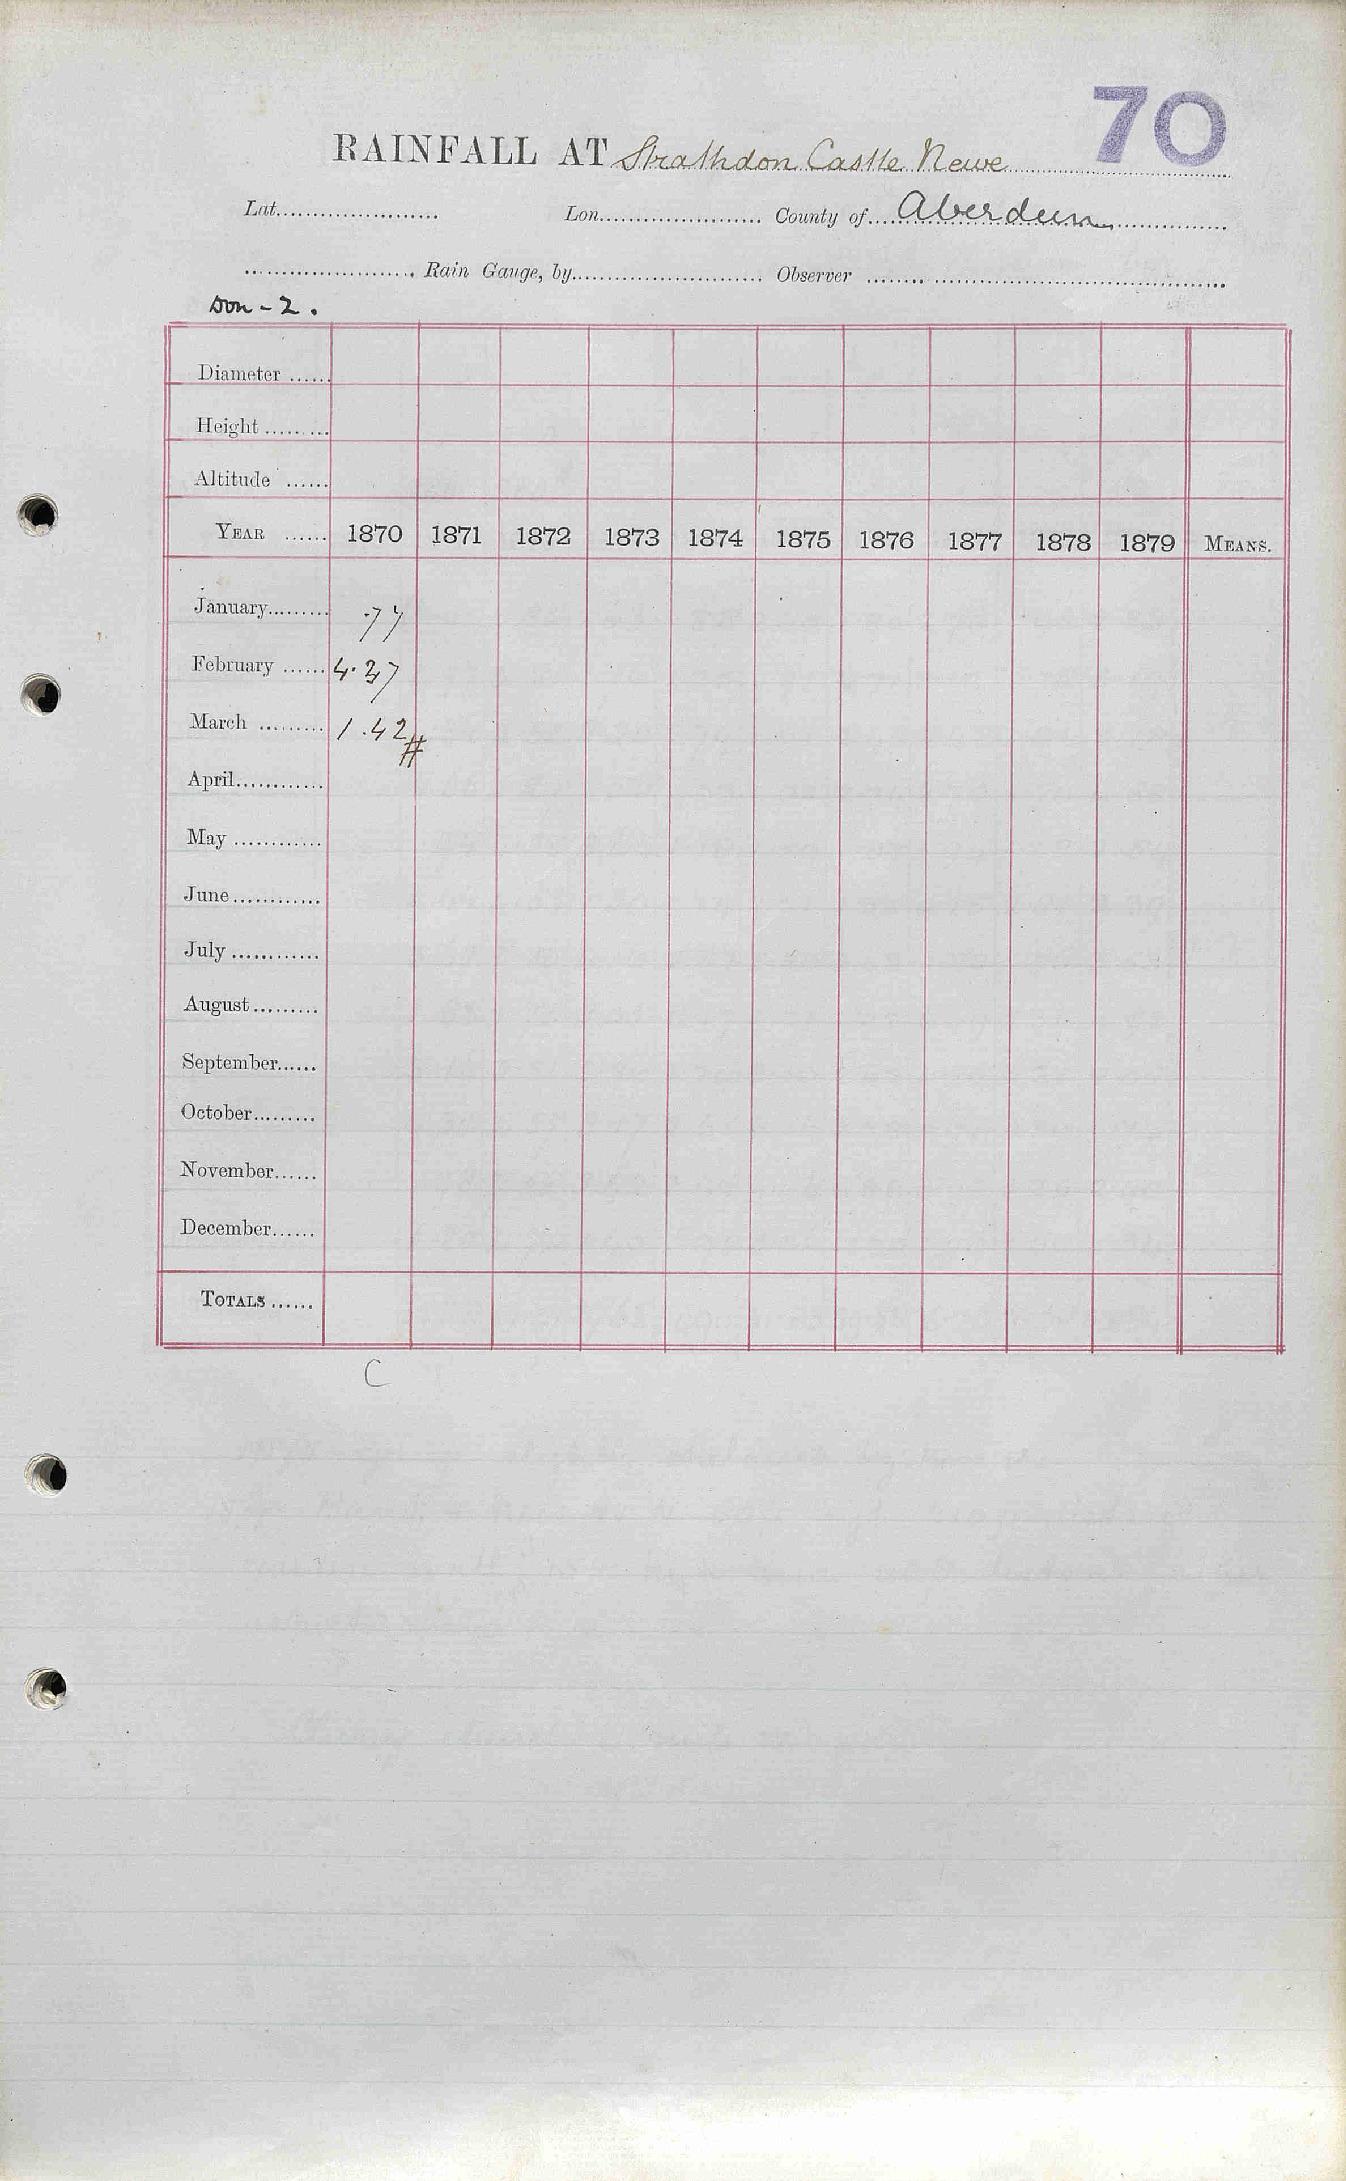 70
RAINFALL AT Strathdon Castle Newe
Lat....................... Lon....................... County of....Aberdeen................
........................ Rain Gauge, by........................... Observer ........ ..........................................
Don - 2.
Diameter ......
Height .........
Altitude ......
YEAR ...... 1870 1871 1872 1873 1874 1875 1876 1877 1878 1879 MEANS.
January......... .77
February ...... 4.37
March ......... 1.42 #
April............
May ............
June............
July ............
August.........
September......
October.........
November......
December......
TOTALS ......
C